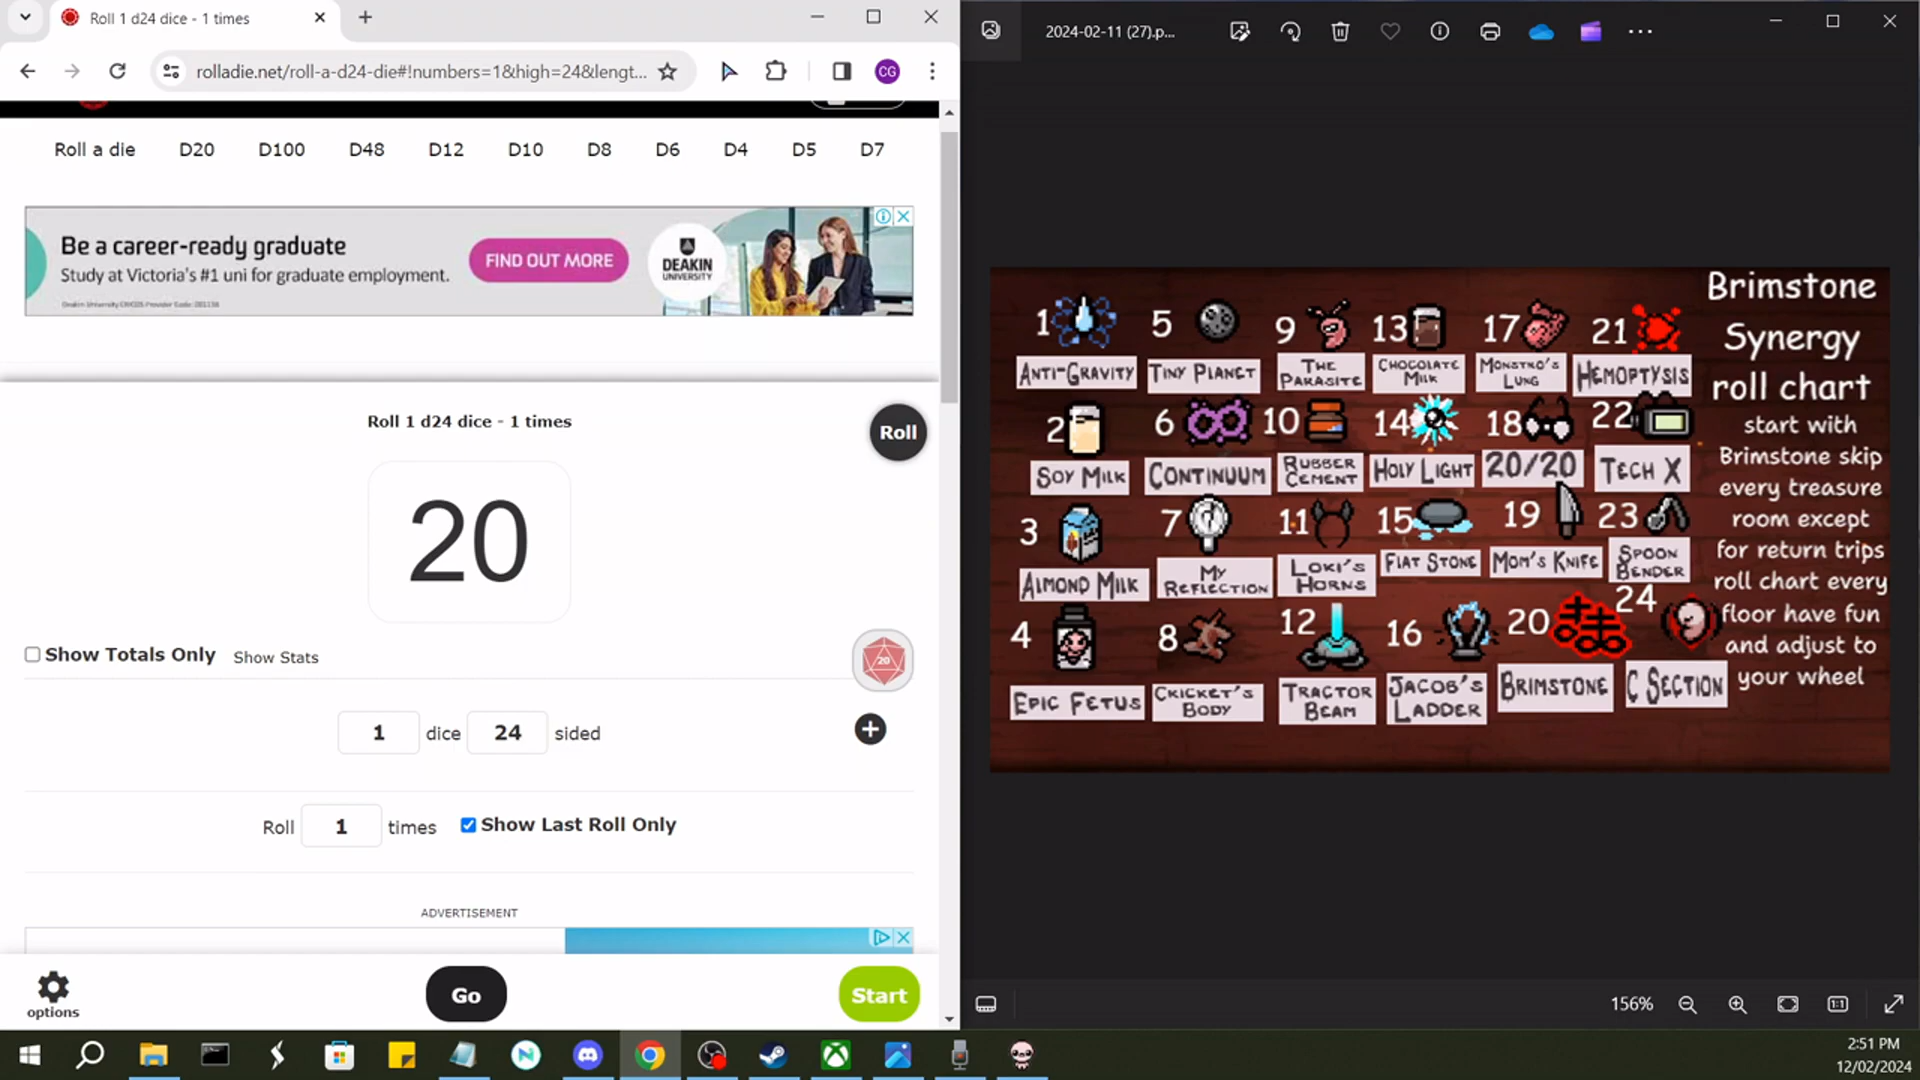 Roll 1 d24 dice - 1 times
rolladie.net/roll-a-d24-die#!numbers=1&high=24&lengt...
CG
Roll a die D20 D100 D48 D12 D10 D8 D6 D4 D5 D7
Be a career-ready graduate
Study at Victoria's #1 uni for graduate employment.
FIND OUT MORE
DEAKIN
UNIVERSITY
Roll 1 d24 dice - 1 times
Roll
20
Show Totals Only Show Stats
20
1 dice 24 sided
Roll 1 times Show Last Roll Only
ADVERTISEMENT
options
Go
Start
2024-02-11 (27).p...
1 5 9 13 17 21
Anti-Gravity Tiny Planet The Parasite Chocolate Milk Monstro's Lung Hemoptysis
2 6 10 14 18 22
Soy Milk Continuum Rubber Cement Holy Light 20/20 Tech X
3 7 11 15 19 23
Almond Milk My Reflection Loki's Horns Flat Stone Mom's Knife Spoon Bender
4 8 12 16 20 24
Epic Fetus Cricket's Body Tractor Beam Jacob's Ladder Brimstone C Section
Brimstone
Synergy
roll chart
start with
Brimstone skip
every treasure
room except
for return trips
roll chart every
floor have fun
and adjust to
your wheel
156%
1:1
2:51 PM
12/02/2024